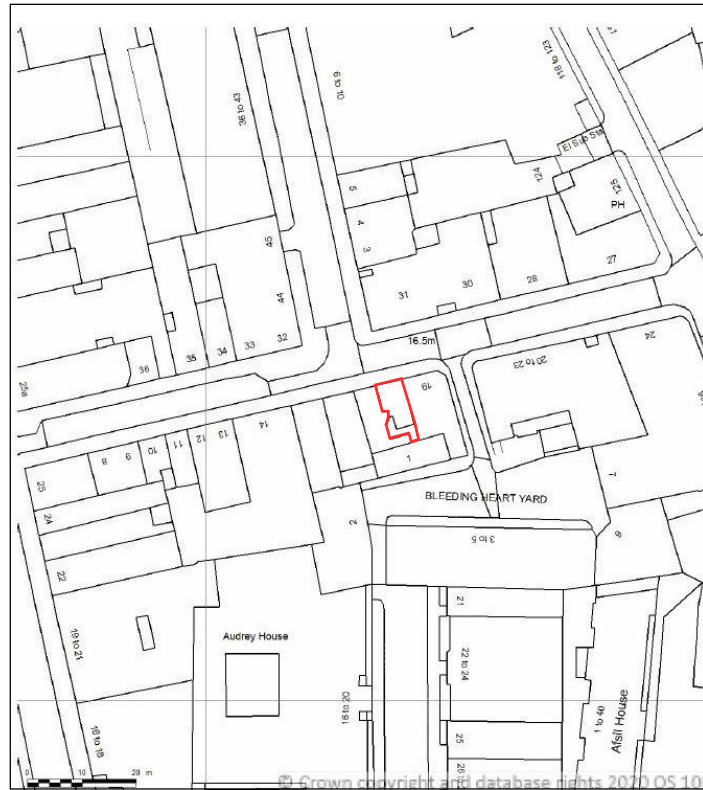 36 to 43
6 to 10
118 to 123
El Sub Sta
5
124
125
PH
4
3
45
27
28
30
31
44
16.5m
32
33
34
35
36
25a
24
20 to 23
19
14
13
12
11
10
9
8
1
25
24
22
BLEEDING HEART YARD
7
2
3 to 5
6
21
Audrey House
22 to 24
19 to 21
16 to 20
1 to 40
Afsil House
25
16 to 18
26
0 10 20 m
© Crown copyright and database rights 2020 OS 100